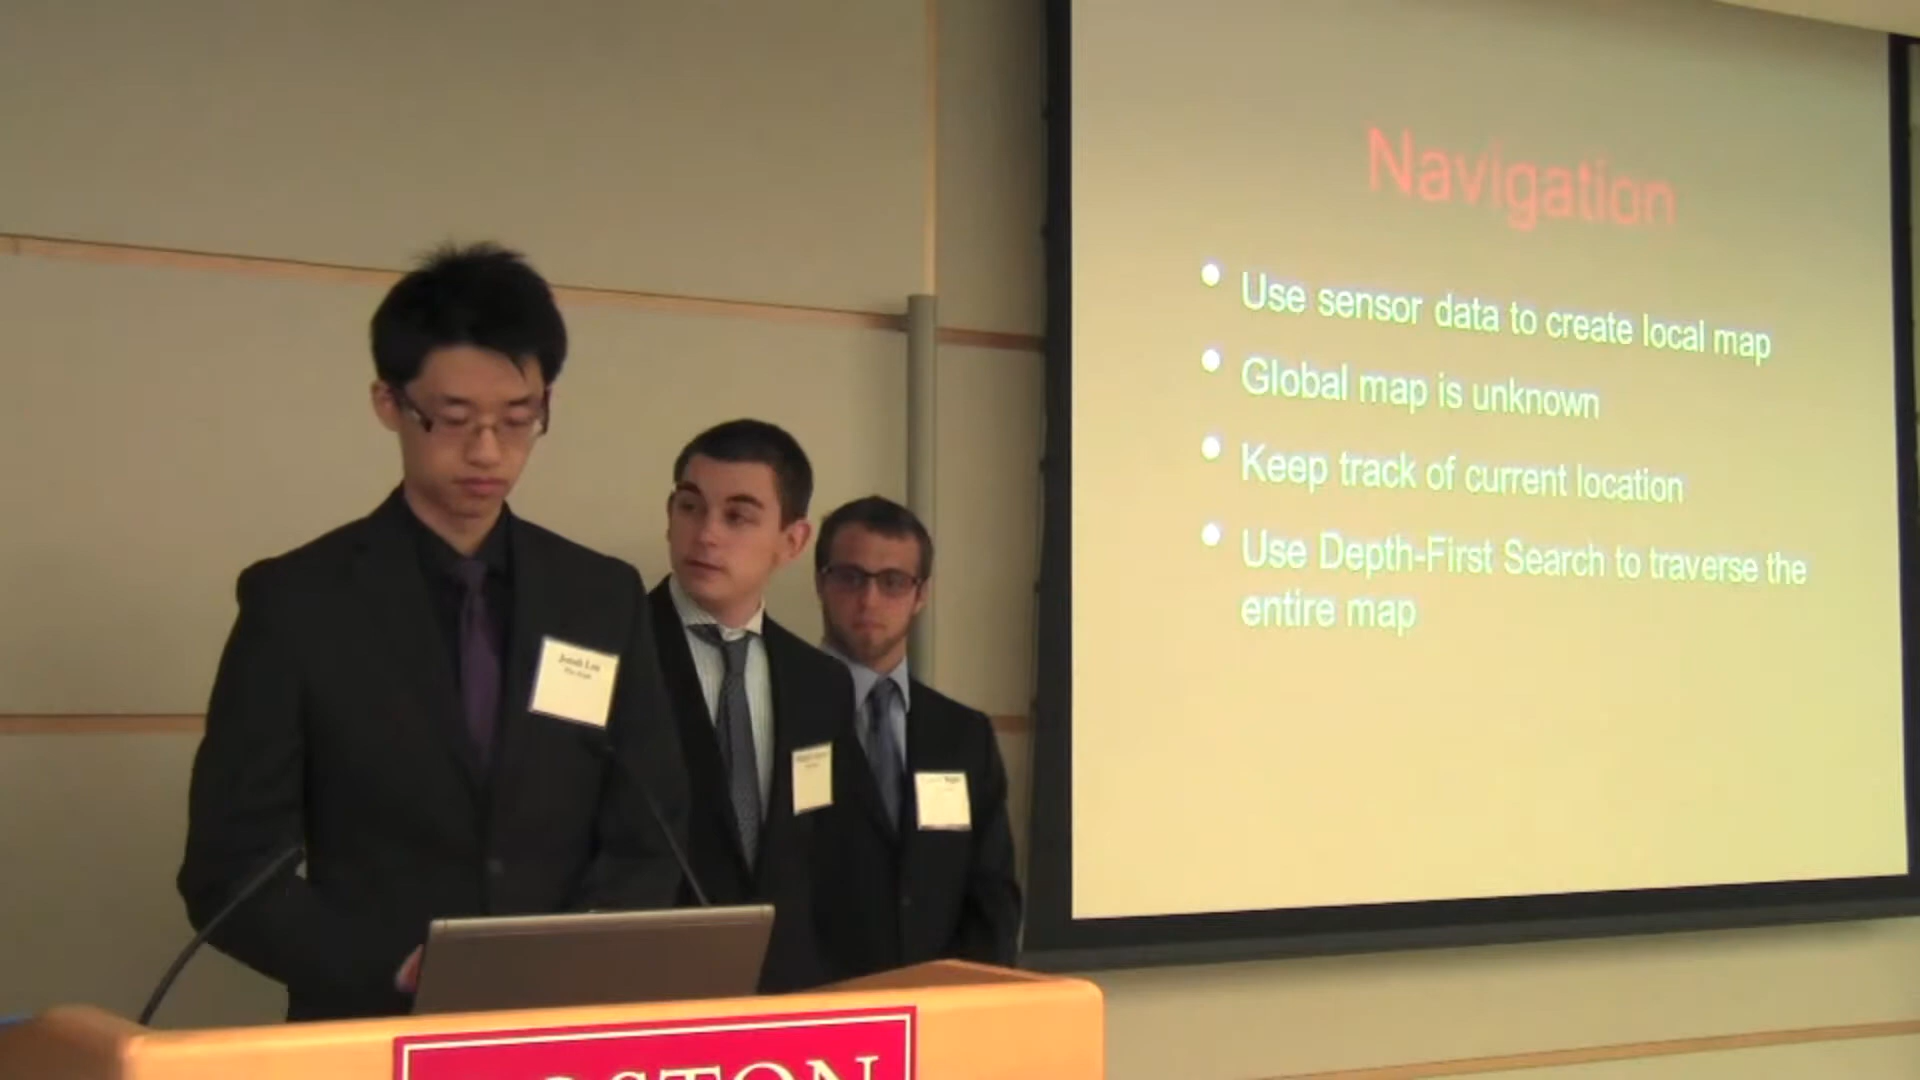 Navigation
• Use sensor data to create local map
• Global map is unknown
• Keep track of current location
• Use Depth-First Search to traverse the
entire map